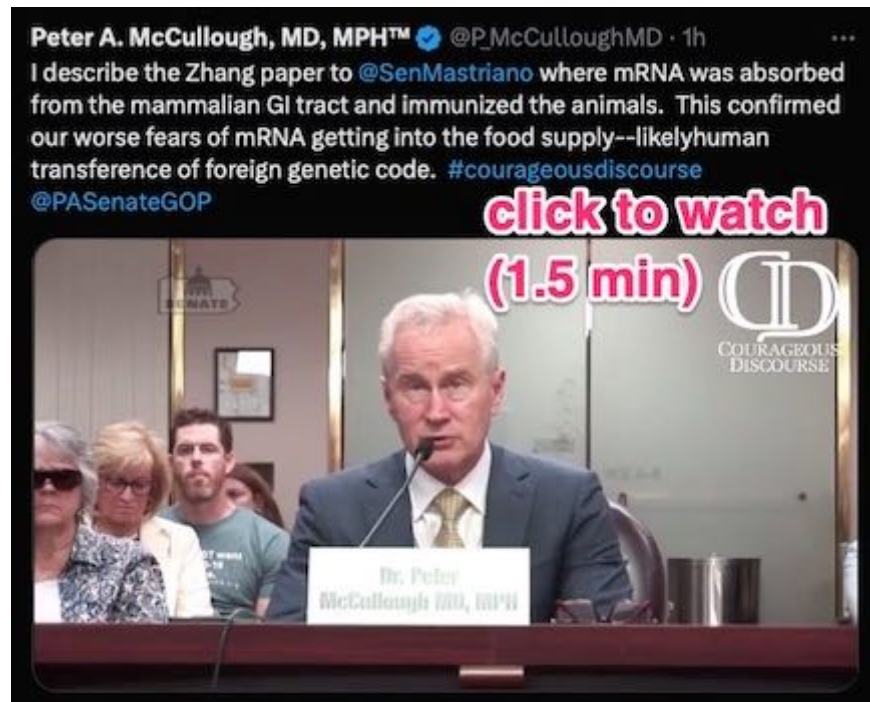 Peter A. McCullough, MD, MPH™ @P_McCulloughMD · 1h
I describe the Zhang paper to @SenMastriano where mRNA was absorbed
from the mammalian GI tract and immunized the animals. This confirmed
our worse fears of mRNA getting into the food supply--likelyhuman
transference of foreign genetic code. #courageousdiscourse
@PASenateGOP
click to watch
(1.5 min)
SENATE
CD
COURAGEOUS
DISCOURSE
Dr. Peter
McCullough MD, MPH